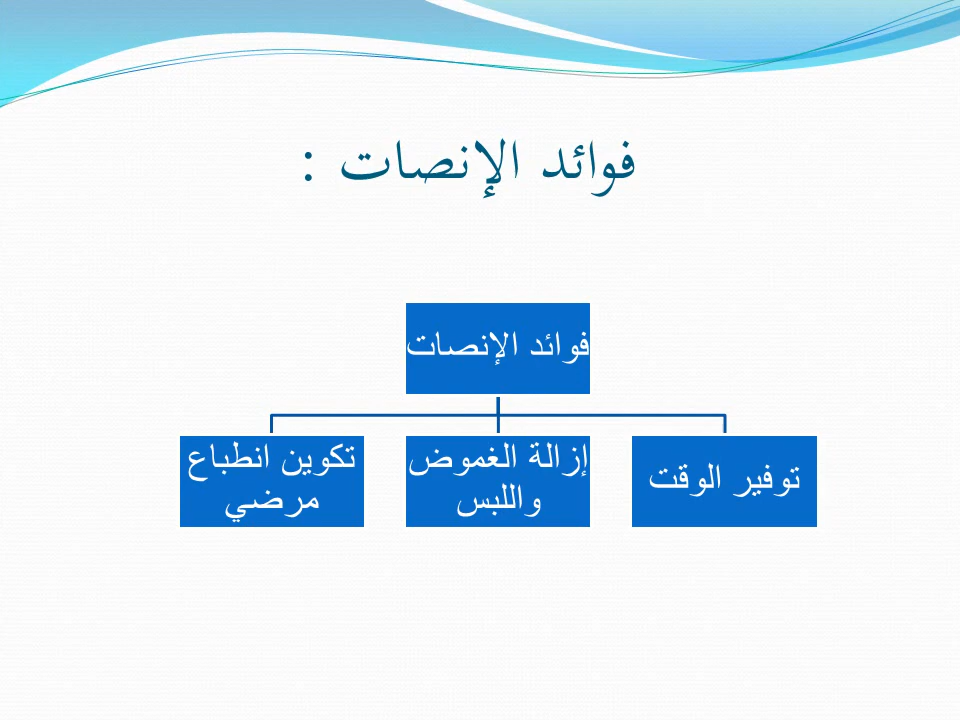 فوائد الإنصات :
فوائد الإنصات
توفير الوقت
إزالة الغموض
واللبس
تكوين انطباع
مرضي